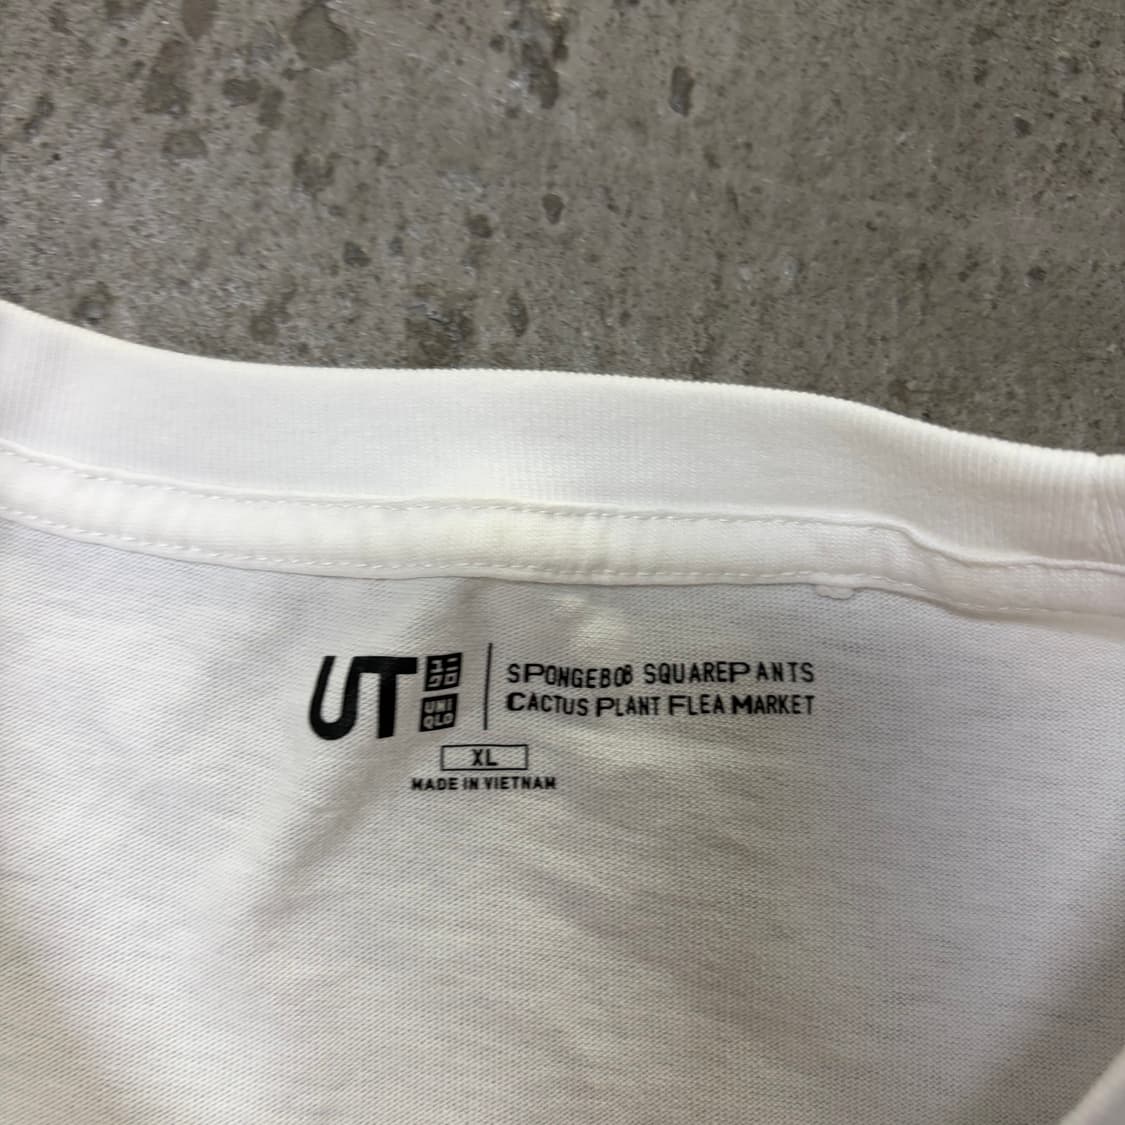 UT ユニクロ UNIQLO
SPONGEBOB SQUAREPANTS
CACTUS PLANT FLEA MARKET
XL
MADE IN VIETNAM